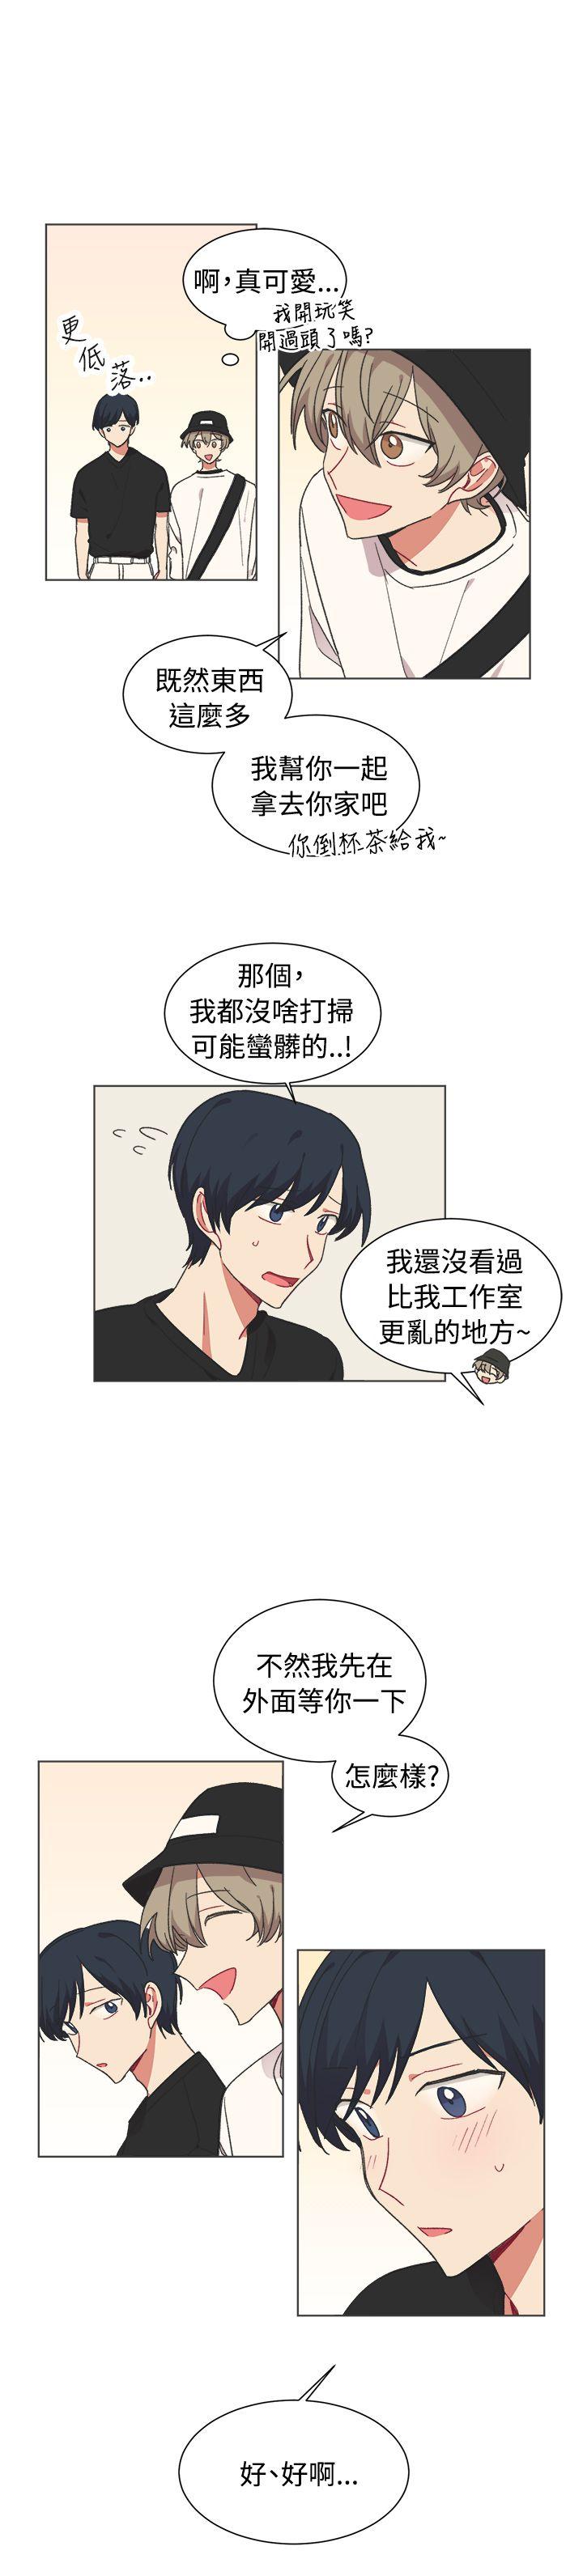 啊，真可愛...
我開玩笑
開過頭了嗎?
更
低
落..
既然東西
這麼多
我幫你一起
拿去你家吧
你倒杯茶給我~
那個，
我都沒啥打掃
可能蠻髒的..!
我還沒看過
比我工作室
更亂的地方~
不然我先在
外面等你一下
怎麼樣?
好、好啊...